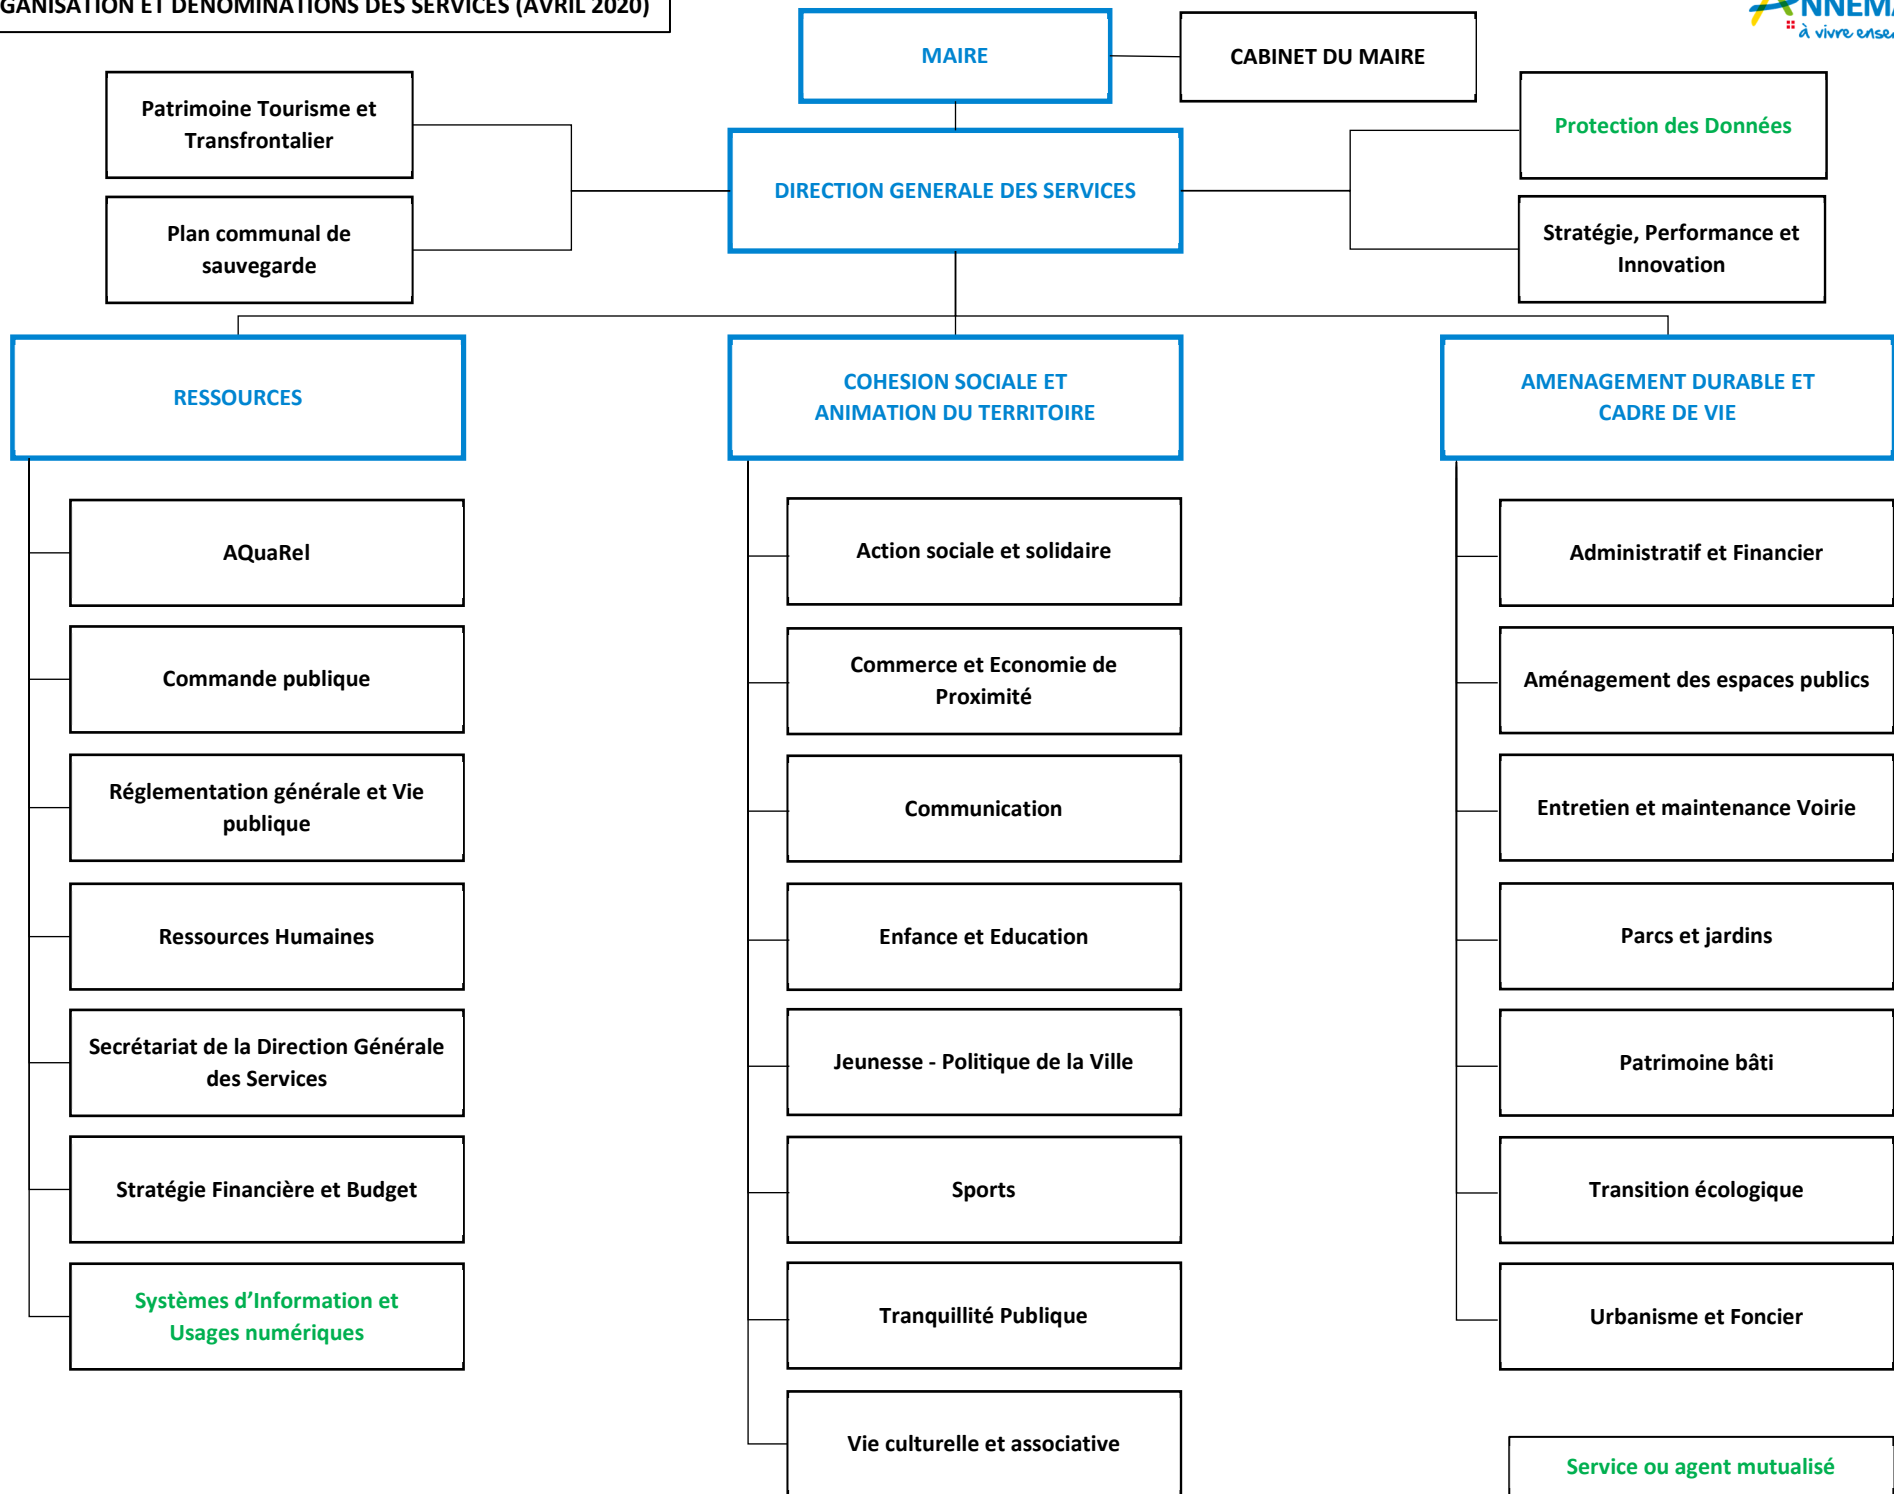 GANISATION ET DENOMINATIONS DES SERVICES (AVRIL 2020)
à vivre
MAIRE
CABINET DU MAIRE
Patrimoine Tourisme et
Transfrontalier
Protection des Données
DIRECTION GENERALE DES SERVICES
Plan communal de
sauvegarde
Stratégie, Performance et
Innovation
RESSOURCES
COHESION SOCIALE ET
ANIMATION DU TERRITOIRE
AMENAGEMENT DURABLE ET
CADRE DE VIE
AQuaRel
Commande publique
Réglementation générale et Vie
publique
Ressources Humaines
Secrétariat de la Direction Générale
des Services
Stratégie Financière et Budget
Systèmes d’Information et
Usages numériques
Action sociale et solidaire
Commerce et Economie de
Proximité
Communication
Enfance et Education
Jeunesse - Politique de la Ville
Sports
Tranquillité Publique
Vie culturelle et associative
Administratif et Financier
Aménagement des espaces publics
Entretien et maintenance Voirie
Parcs et jardins
Patrimoine bâti
Transition écologique
Urbanisme et Foncier
Service ou agent mutualisé